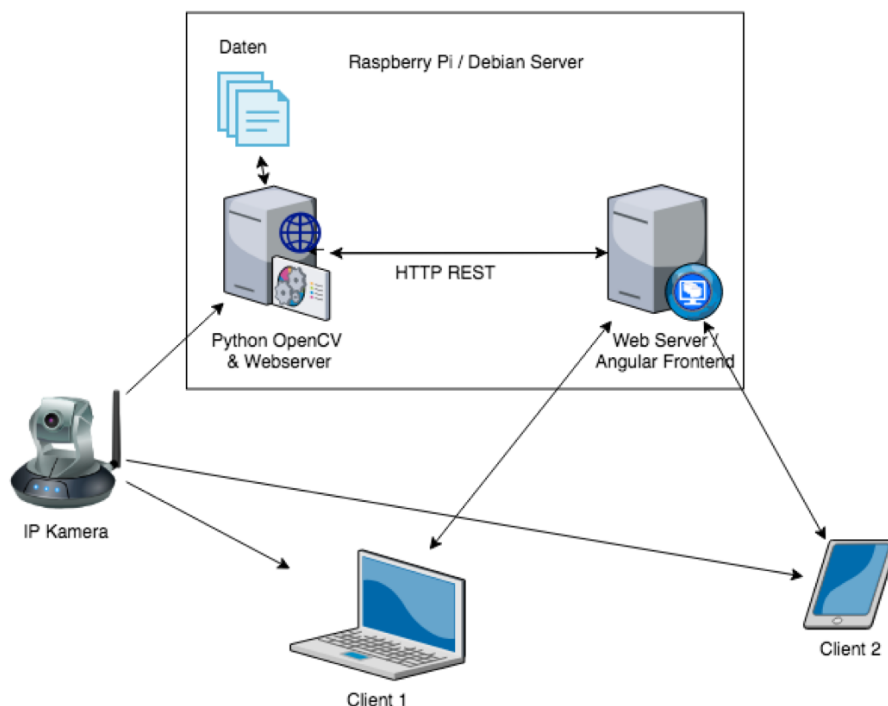 Daten
Raspberry Pi / Debian Server
HTTP REST
Python OpenCV
& Webserver
Web Server /
Angular Frontend
IP Kamera
Client 1
Client 2